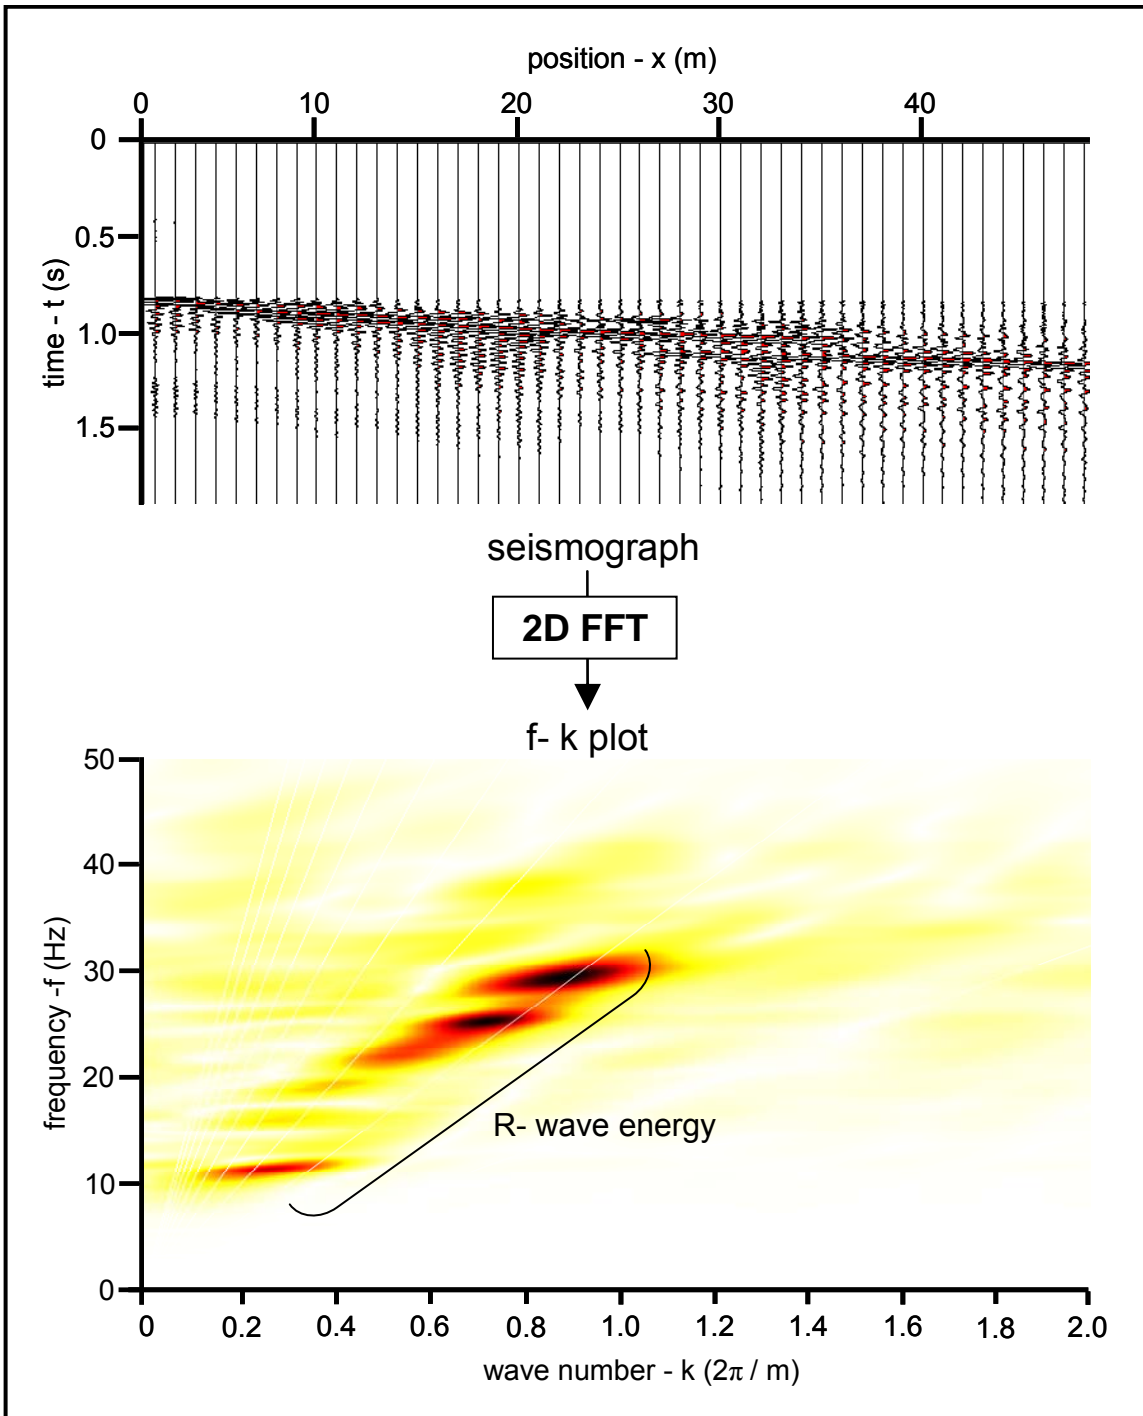 position - x (m)
0 10 20 30 40
0
0.5
1.0
1.5
time - t (s)
seismograph
2D FFT
f- k plot
50
40
30
20
10
0
frequency -f (Hz)
R- wave energy
0 0.2 0.4 0.6 0.8 1.0 1.2 1.4 1.6 1.8 2.0
wave number - k (2π / m)